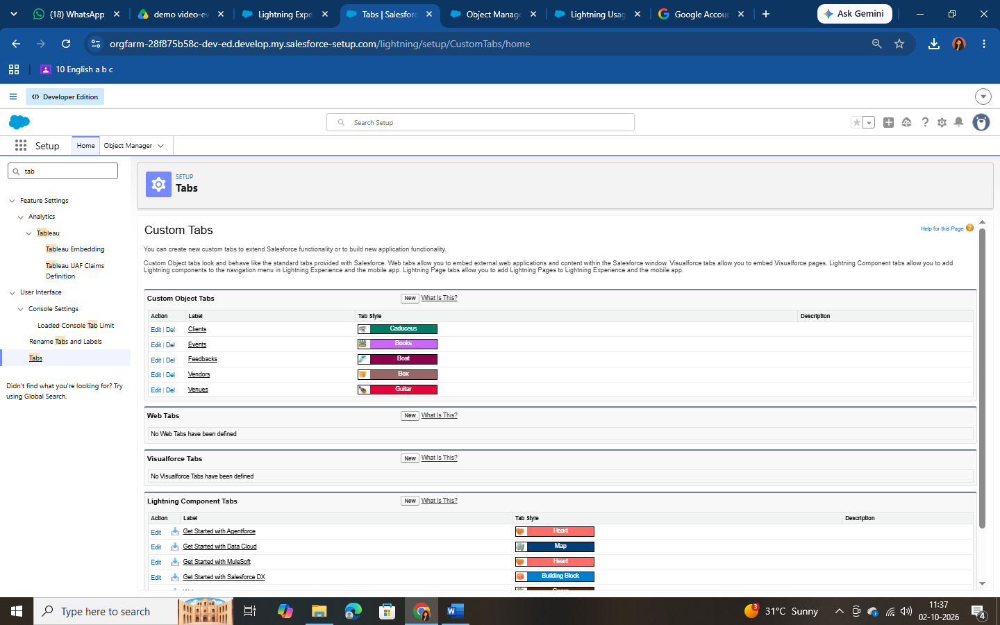 (18) WhatsApp
demo video-ev
Lightning Expe
Tabs | Salesforc
Object Manage
Lightning Usag
Google Accou
Ask Gemini
orgfarm-28f875b58c-dev-ed.develop.my.salesforce-setup.com/lightning/setup/CustomTabs/home
10 English a b c
Developer Edition
Search Setup
Setup
Home
Object Manager
tab
Feature Settings
Analytics
Tableau
Tableau Embedding
Tableau UAF Claims
Definition
User Interface
Console Settings
Loaded Console Tab Limit
Rename Tabs and Labels
Tabs
Didn't find what you're looking for? Try
using Global Search.
SETUP
Tabs
Custom Tabs
Help for this Page
You can create new custom tabs to extend Salesforce functionality or to build new application functionality.
Custom Object tabs look and behave like the standard tabs provided with Salesforce. Web tabs allow you to embed external web applications and content within the Salesforce window. Visualforce tabs allow you to embed Visualforce pages. Lightning Component tabs allow you to add
Lightning components to the navigation menu in Lightning Experience and the mobile app. Lightning Page tabs allow you to add Lightning Pages to Lightning Experience and the mobile app.
Custom Object Tabs New What Is This?
Action Label Tab Style Description
Edit | Del Clients Caduceus
Edit | Del Events Books
Edit | Del Feedbacks Boat
Edit | Del Vendors Box
Edit | Del Venues Guitar
Web Tabs New What Is This?
No Web Tabs have been defined
Visualforce Tabs New What Is This?
No Visualforce Tabs have been defined
Lightning Component Tabs New What Is This?
Action Label Tab Style Description
Edit Get Started with Agentforce Heart
Edit Get Started with Data Cloud Map
Edit Get Started with MuleSoft Heart
Edit Get Started with Salesforce DX Building Block
Type here to search
3
31°C Sunny
11:37
02-10-2026
4